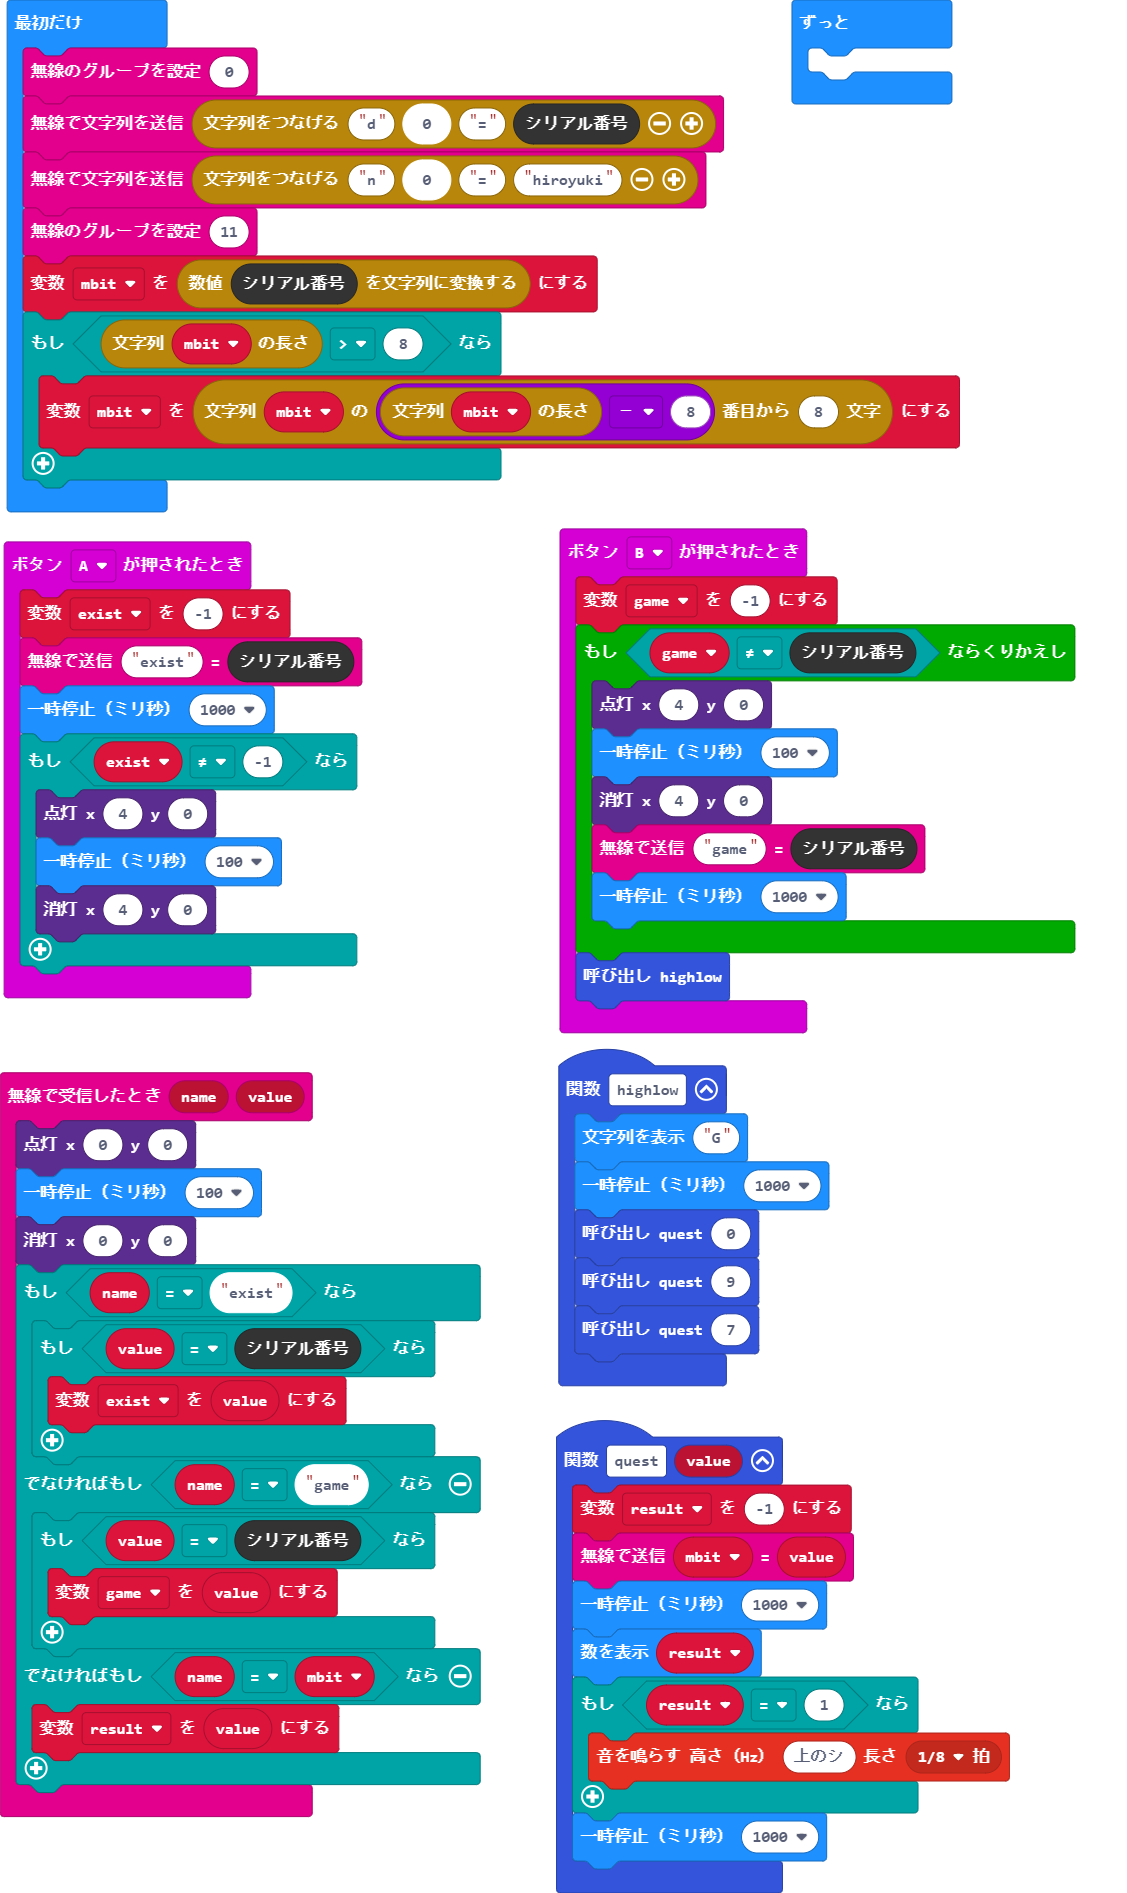 最初だけ
無線のグループを設定 0
無線で文字列を送信 文字列をつなげる "d" 0 "=" シリアル番号
無線で文字列を送信 文字列をつなげる "n" 0 "=" "hiroyuki"
無線のグループを設定 11
変数 mbit を 数値 シリアル番号 を文字列に変換する にする
もし 文字列 mbit の長さ > 8 なら
変数 mbit を 文字列 mbit の 文字列 mbit の長さ - 8 番目から 8 文字 にする
ずっと
ボタン A が押されたとき
変数 exist を -1 にする
無線で送信 "exist" = シリアル番号
一時停止（ミリ秒） 1000
もし exist ≠ -1 なら
点灯 x 4 y 0
一時停止（ミリ秒） 100
消灯 x 4 y 0
ボタン B が押されたとき
変数 game を -1 にする
もし game ≠ シリアル番号 ならくりかえし
点灯 x 4 y 0
一時停止（ミリ秒） 100
消灯 x 4 y 0
無線で送信 "game" = シリアル番号
一時停止（ミリ秒） 1000
呼び出し highlow
無線で受信したとき name value
点灯 x 0 y 0
一時停止（ミリ秒） 100
消灯 x 0 y 0
もし name = "exist" なら
もし value = シリアル番号 なら
変数 exist を value にする
でなければもし name = "game" なら
もし value = シリアル番号 なら
変数 game を value にする
でなければもし name = mbit なら
変数 result を value にする
関数 highlow
文字列を表示 "G"
一時停止（ミリ秒） 1000
呼び出し quest 0
呼び出し quest 9
呼び出し quest 7
関数 quest value
変数 result を -1 にする
無線で送信 mbit = value
一時停止（ミリ秒） 1000
数を表示 result
もし result = 1 なら
音を鳴らす 高さ（Hz） 上のシ 長さ 1/8 拍
一時停止（ミリ秒） 1000